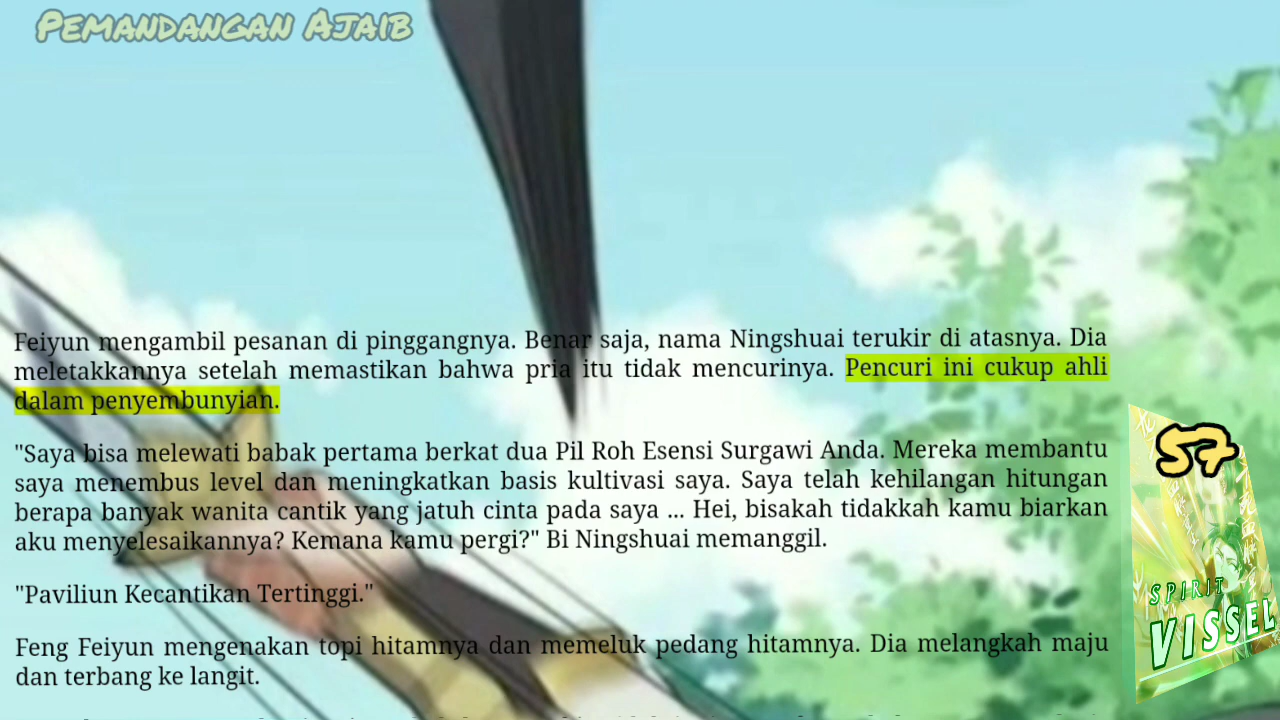 Pemandangan Ajaib
Feiyun mengambil pesanan di pinggangnya. Benar saja, nama Ningshuai terukir di atasnya. Dia
meletakkannya setelah memastikan bahwa pria itu tidak mencurinya. Pencuri ini cukup ahli
dalam penyembunyian.
"Saya bisa melewati babak pertama berkat dua Pil Roh Esensi Surgawi Anda. Mereka membantu
saya menembus level dan meningkatkan basis kultivasi saya. Saya telah kehilangan hitungan
berapa banyak wanita cantik yang jatuh cinta pada saya ... Hei, bisakah tidakkah kamu biarkan
aku menyelesaikannya? Kemana kamu pergi?" Bi Ningshuai memanggil.
"Paviliun Kecantikan Tertinggi."
Feng Feiyun mengenakan topi hitamnya dan memeluk pedang hitamnya. Dia melangkah maju
dan terbang ke langit.
57
SPIRIT
VISSEL